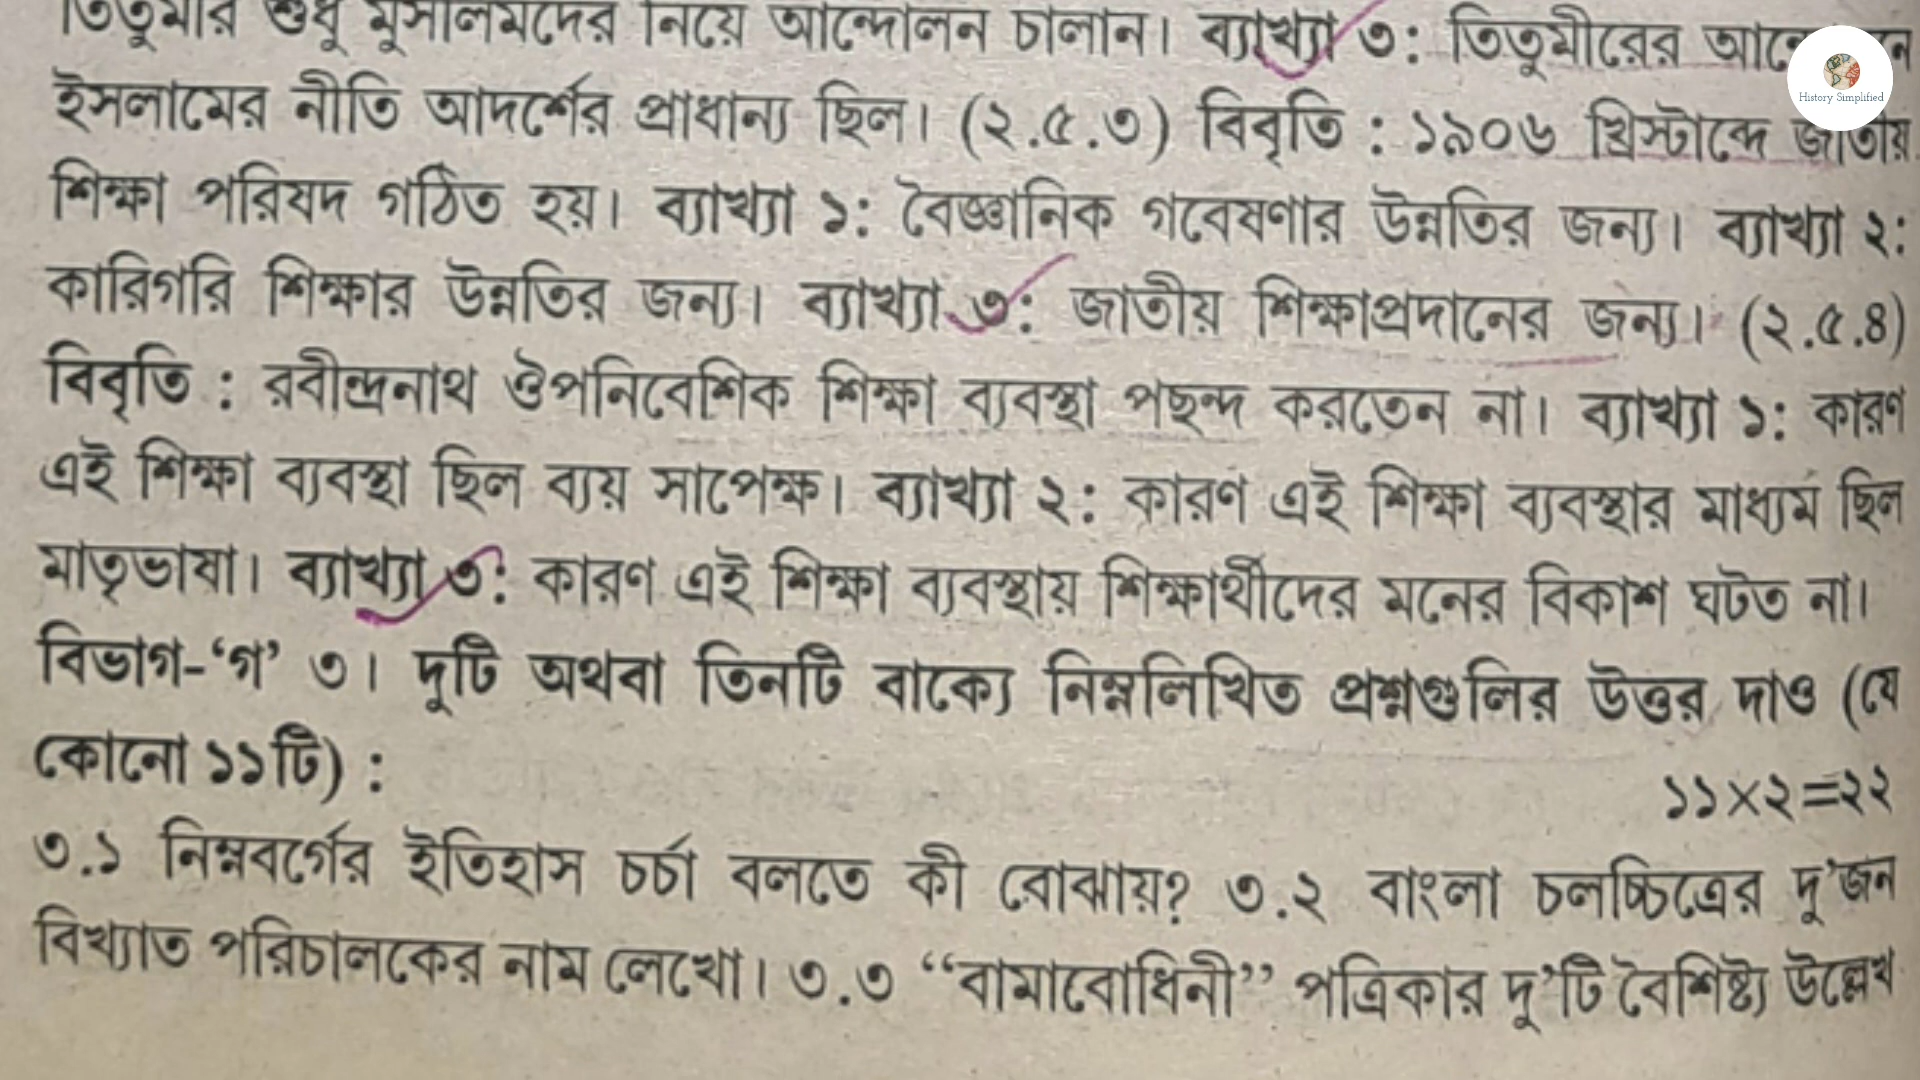 তিতুমীর শুধু মুসলিমদের নিয়ে আন্দোলন চালান। ব্যাখ্যা ৩: তিতুমীরের
ইসলামের নীতি আদর্শের প্রাধান্য ছিল। (২.৫.৩) বিবৃতি : ১৯০৬ খ্রিস্টাব্দে জাতীয়
শিক্ষা পরিষদ গঠিত হয়। ব্যাখ্যা ১: বৈজ্ঞানিক গবেষণার উন্নতির জন্য। ব্যাখ্যা ২:
কারিগরি শিক্ষার উন্নতির জন্য। ব্যাখ্যা ৩: জাতীয় শিক্ষাপ্রদানের জন্য। (২.৫.৪)
বিবৃতি : রবীন্দ্রনাথ ঔপনিবেশিক শিক্ষা ব্যবস্থা পছন্দ করতেন না। ব্যাখ্যা ১: কারণ
এই শিক্ষা ব্যবস্থা ছিল ব্যয় সাপেক্ষ। ব্যাখ্যা ২: কারণ এই শিক্ষা ব্যবস্থার মাধ্যম ছিল
মাতৃভাষা। ব্যাখ্যা ৩: কারণ এই শিক্ষা ব্যবস্থায় শিক্ষার্থীদের মনের বিকাশ ঘটত না।
বিভাগ-‘গ’ ৩। দুটি অথবা তিনটি বাক্যে নিম্নলিখিত প্রশ্নগুলির উত্তর দাও (যে
কোনো ১১টি) :
১১×২=২২
৩.১ নিম্নবর্গের ইতিহাস চর্চা বলতে কী বোঝায়? ৩.২ বাংলা চলচ্চিত্রের দু’জন
বিখ্যাত পরিচালকের নাম লেখো। ৩.৩ “বামাবোধিনী” পত্রিকার দু’টি বৈশিষ্ট্য উল্লেখ
History Simplified